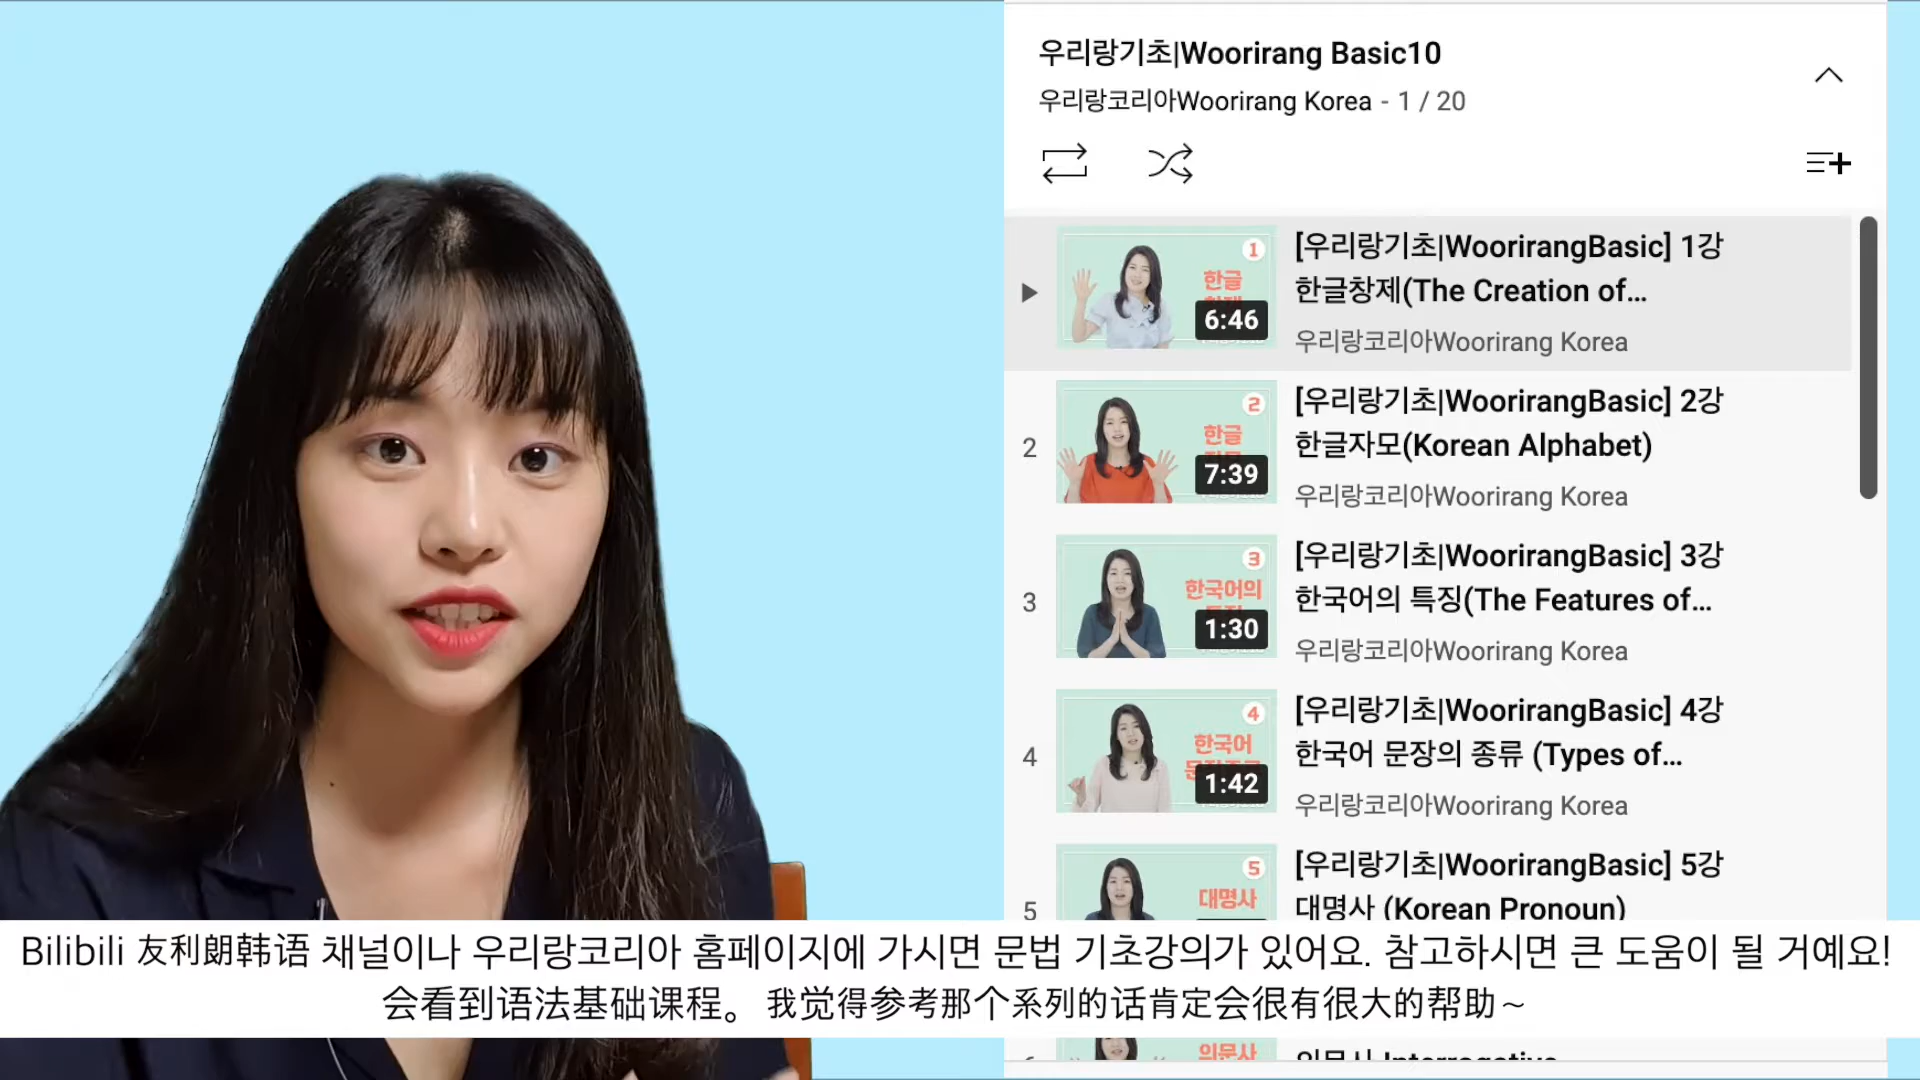 우리랑기초|Woorirang Basic10
우리랑코리아Woorirang Korea - 1 / 20
1
한글
6:46
[우리랑기초|WoorirangBasic] 1강
한글창제(The Creation of...
우리랑코리아Woorirang Korea
2
2
한글
7:39
[우리랑기초|WoorirangBasic] 2강
한글자모(Korean Alphabet)
우리랑코리아Woorirang Korea
3
3
한국어의
1:30
[우리랑기초|WoorirangBasic] 3강
한국어의 특징(The Features of...
우리랑코리아Woorirang Korea
4
4
한국어
1:42
[우리랑기초|WoorirangBasic] 4강
한국어 문장의 종류 (Types of...
우리랑코리아Woorirang Korea
5
5
대명사
[우리랑기초|WoorirangBasic] 5강
대명사 (Korean Pronoun)
Bilibili 友利朗韩语 채널이나 우리랑코리아 홈페이지에 가시면 문법 기초강의가 있어요. 참고하시면 큰 도움이 될 거예요!
会看到语法基础课程。 我觉得参考那个系列的话肯定会很有很大的帮助~
의문사
의문사 Interrogative